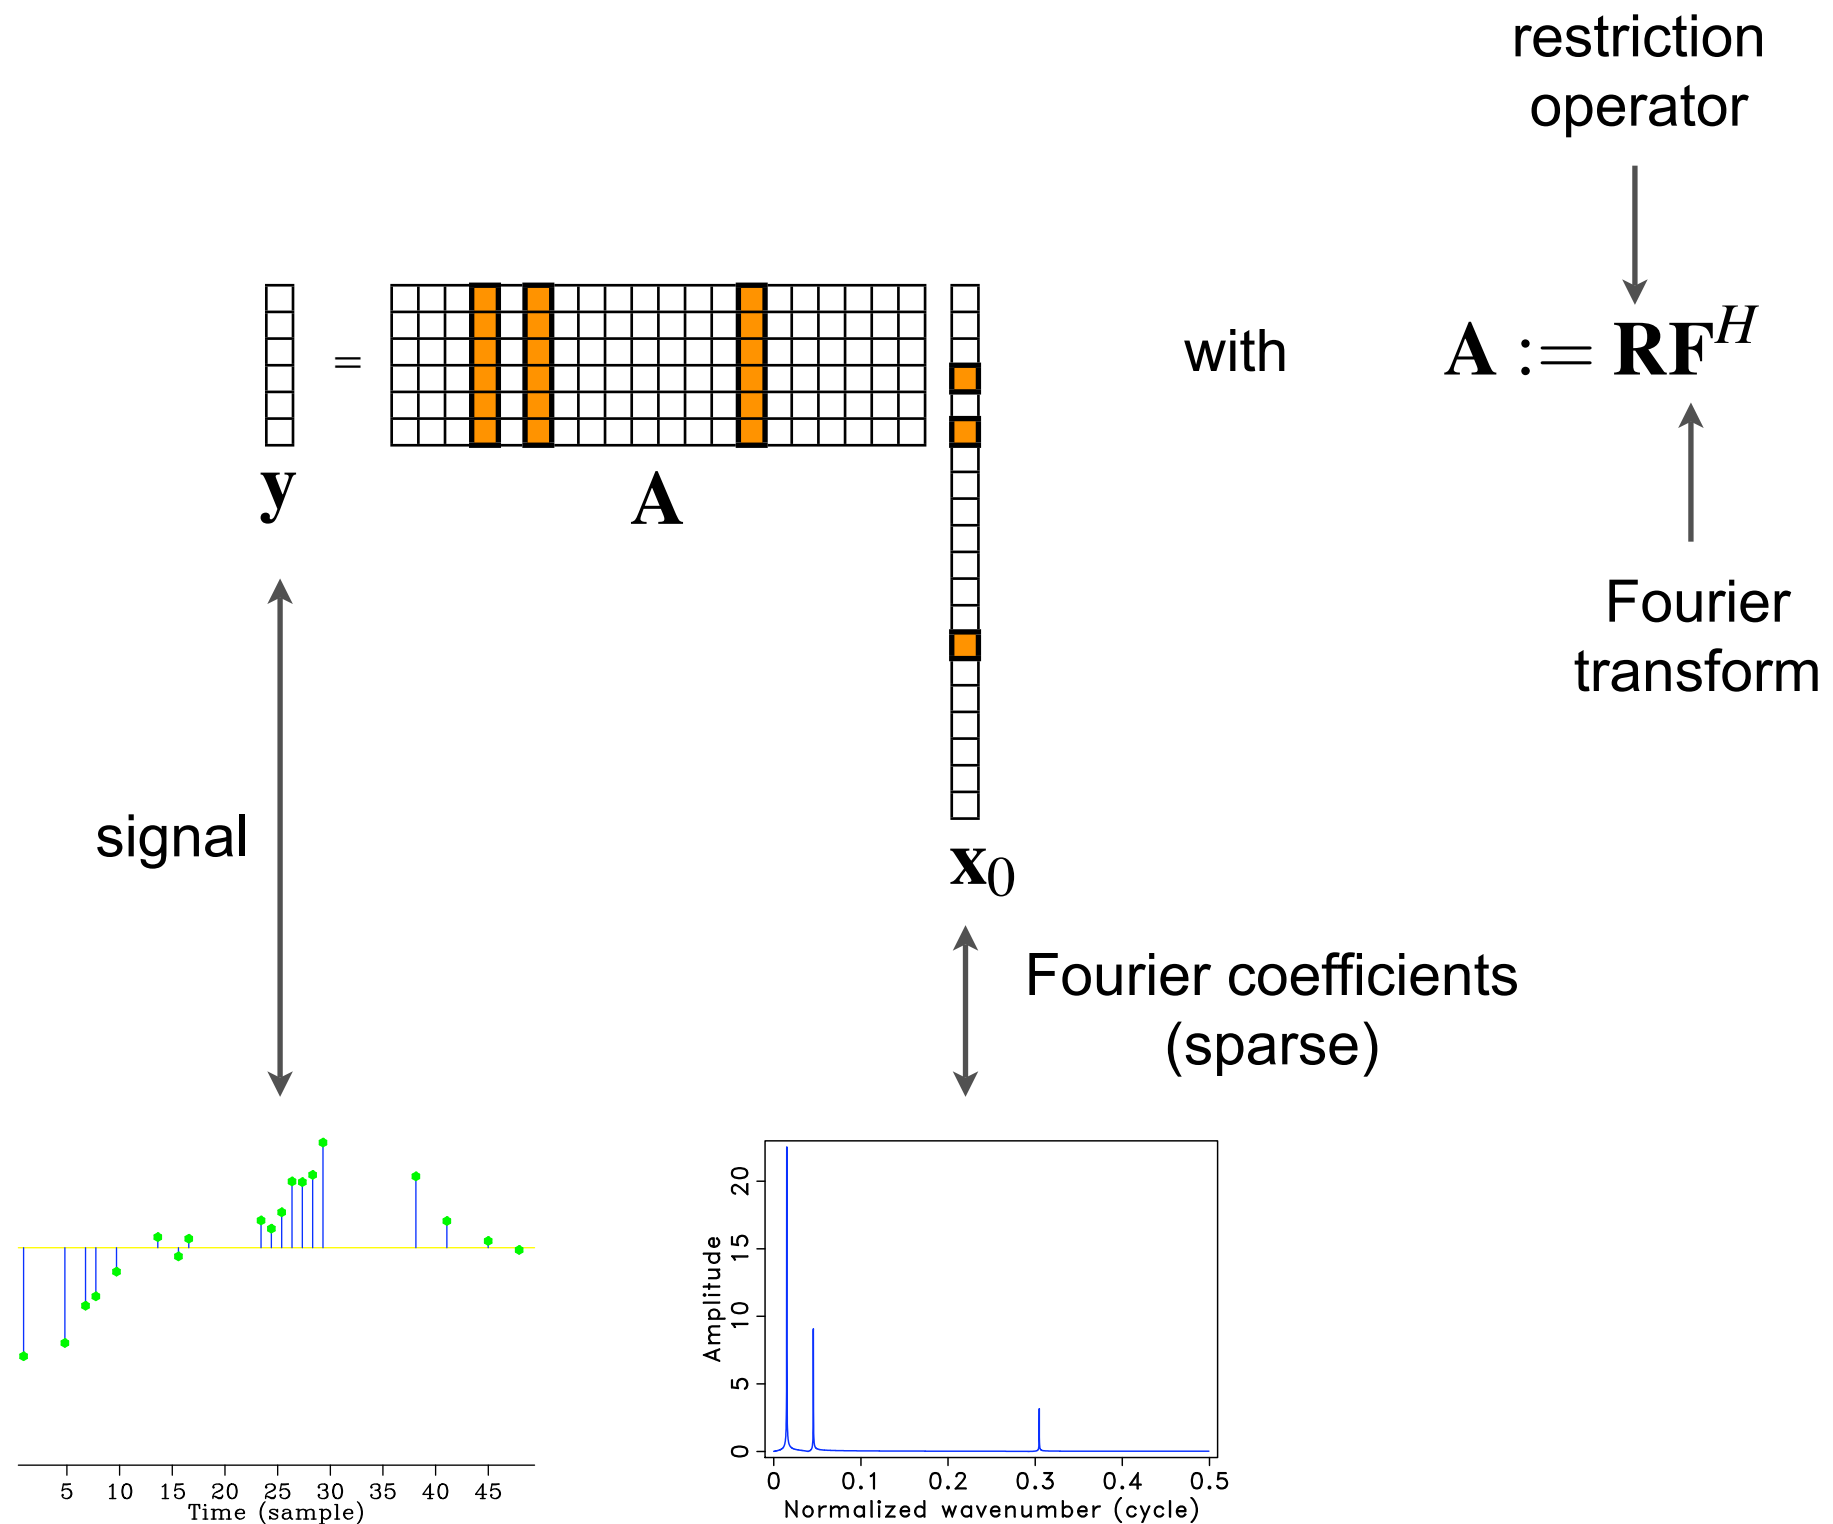 restriction
operator
=
with
A := RF^H
y
A
Fourier
transform
signal
x_0
Fourier coefficients
(sparse)
5 10 15 20 25 30 35 40 45
Time (sample)
20
15
10
5
0
Amplitude
0 0.1 0.2 0.3 0.4 0.5
Normalized wavenumber (cycle)